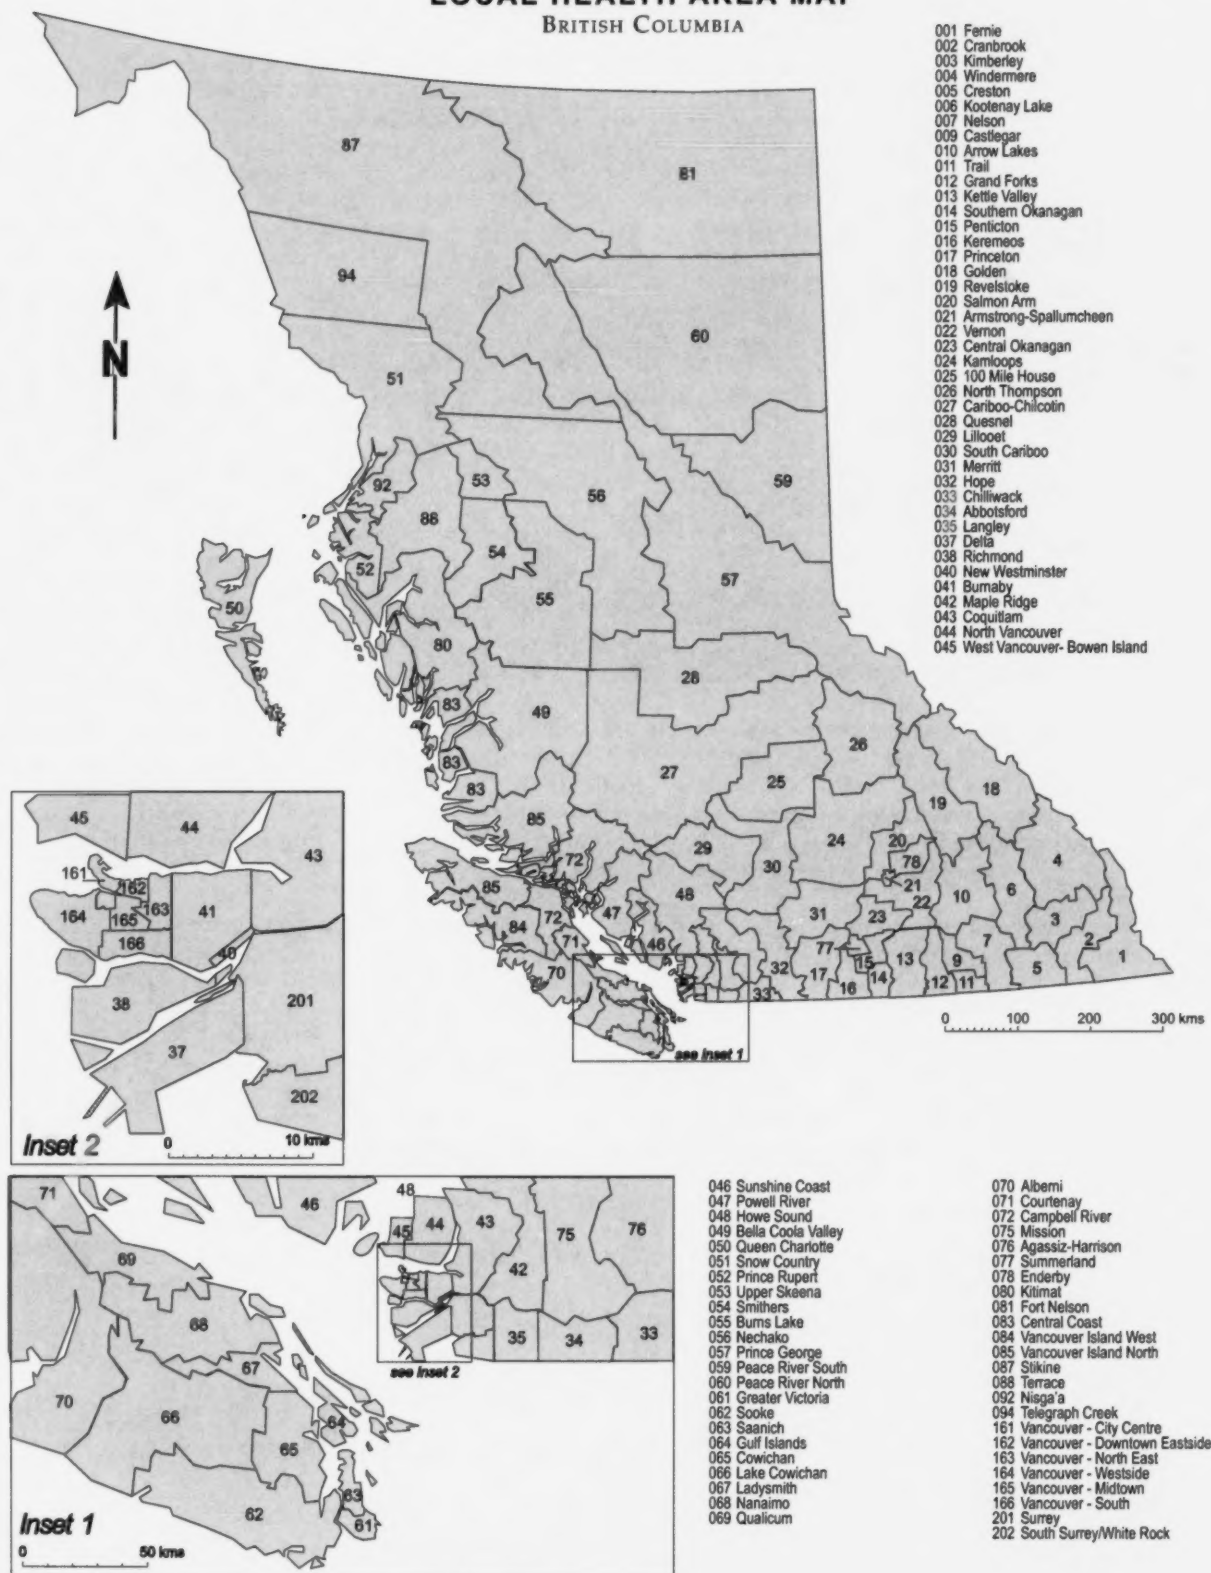 LOCAL HEALTH AREA MAP
BRITISH COLUMBIA
001 Fernie
002 Cranbrook
003 Kimberley
004 Windermere
005 Creston
006 Kootenay Lake
007 Nelson
009 Castlegar
010 Arrow Lakes
011 Trail
012 Grand Forks
013 Kettle Valley
014 Southern Okanagan
015 Penticton
016 Keremeos
017 Princeton
018 Golden
019 Revelstoke
020 Salmon Arm
021 Armstrong-Spallumcheen
022 Vernon
023 Central Okanagan
024 Kamloops
025 100 Mile House
026 North Thompson
027 Cariboo-Chilcotin
028 Quesnel
029 Lillooet
030 South Cariboo
031 Merritt
032 Hope
033 Chilliwack
034 Abbotsford
035 Langley
037 Delta
038 Richmond
040 New Westminster
041 Burnaby
042 Maple Ridge
043 Coquitlam
044 North Vancouver
045 West Vancouver- Bowen Island
87
81
94
N
60
51
59
53
92
56
88
54
52
57
50
55
80
28
83
49
26
83
27
25
18
83
19
85
24
20
29
30
78
4
72
21
6
85
48
10
22
47
31
23
3
84
72
46
7
2
71
77
13
1
70
32
15
9
5
17
14
12
11
16
33
see Inset 1
0 100 200 300 kms
45
44
43
161
162
164
165
163
41
166
40
38
201
37
202
Inset 2
0 10 kms
71
46
48
45
44
43
75
76
69
42
68
35
34
33
67
see Inset 2
70
66
64
65
62
63
61
Inset 1
0 50 kms
046 Sunshine Coast
047 Powell River
048 Howe Sound
049 Bella Coola Valley
050 Queen Charlotte
051 Snow Country
052 Prince Rupert
053 Upper Skeena
054 Smithers
055 Burns Lake
056 Nechako
057 Prince George
059 Peace River South
060 Peace River North
061 Greater Victoria
062 Sooke
063 Saanich
064 Gulf Islands
065 Cowichan
066 Lake Cowichan
067 Ladysmith
068 Nanaimo
069 Qualicum
070 Alberni
071 Courtenay
072 Campbell River
075 Mission
076 Agassiz-Harrison
077 Summerland
078 Enderby
080 Kitimat
081 Fort Nelson
083 Central Coast
084 Vancouver Island West
085 Vancouver Island North
087 Stikine
088 Terrace
092 Nisga'a
094 Telegraph Creek
161 Vancouver - City Centre
162 Vancouver - Downtown Eastside
163 Vancouver - North East
164 Vancouver - Westside
165 Vancouver - Midtown
166 Vancouver - South
201 Surrey
202 South Surrey/White Rock